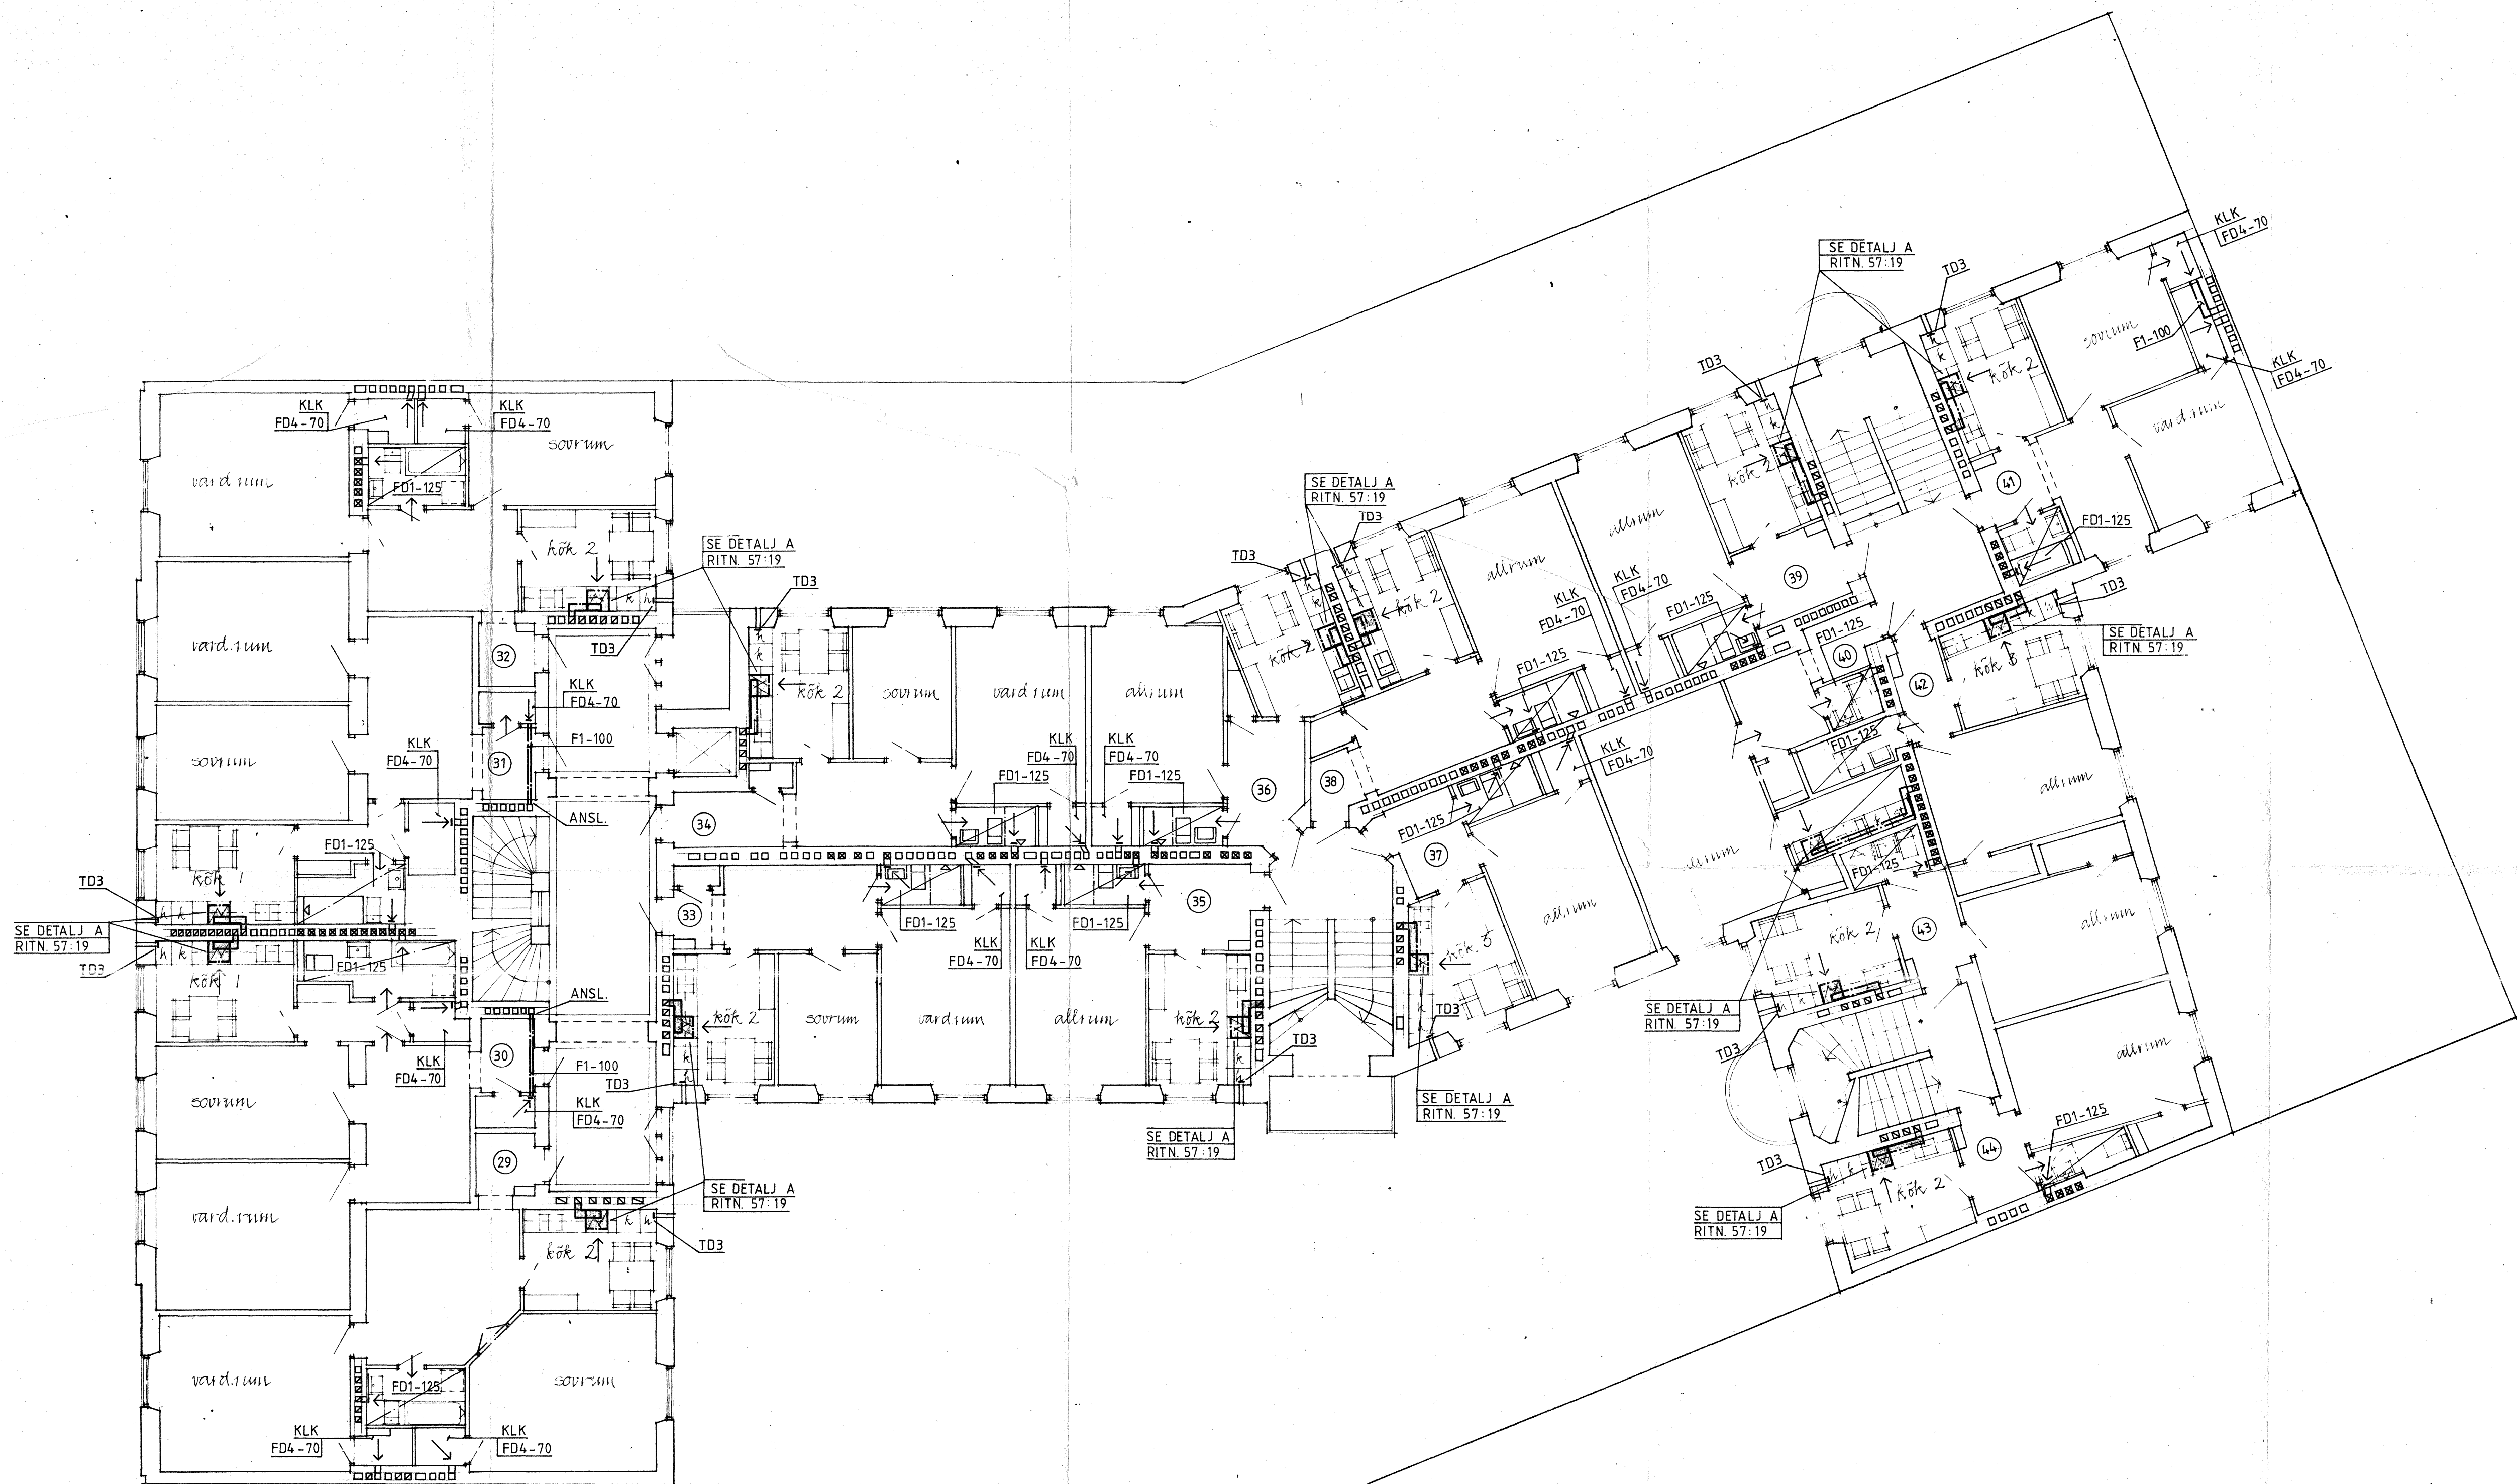 KLK
FD4-70
SE DETALJ A
RITN. 57:19
TD3
sovrum
F1-100
KLK
FD4-70
kök 2
h
k
vard.rum
TD3
h
k
kök 2
allrum
41
FD1-125
KLK
FD4-70
KLK
FD4-70
sovrum
vard.rum
FD1-125
kök 2
k
h
SE DETALJ A
RITN. 57:19
TD3
TD3
SE DETALJ A
RITN. 57:19
TD3
TD3
h
k
h
kök 2
kök 2
allrum
KLK
FD4-70
KLK
FD4-70
FD1-125
39
FD1-125
40
42
TD3
k
h
kök 3
SE DETALJ A
RITN. 57:19
vard.rum
32
KLK
FD4-70
F1-100
31
h
k
kök 2
sovrum
vard.rum
allrum
FD1-125
KLK
FD4-70
FD1-125
allrum
sovrum
KLK
FD4-70
ANSL.
34
KLK
FD4-70
FD1-125
KLK
FD4-70
FD1-125
36
38
37
FD1-125
FD1-125
allrum
allrum
FD1-125
kök 1
TD3
h
k
SE DETALJ A
RITN. 57:19
TD3
h
k
kök 1
FD1-125
33
FD1-125
KLK
FD4-70
KLK
FD4-70
FD1-125
35
kök 3
allrum
kök 2
43
SE DETALJ A
RITN. 57:19
TD3
ANSL.
30
F1-100
KLK
FD4-70
KLK
FD4-70
kök 2
k
h
TD3
sovrum
vard.rum
allrum
kök 2
k
h
TD3
TD3
SE DETALJ A
RITN. 57:19
SE DETALJ A
RITN. 57:19
allrum
sovrum
29
vard.rum
SE DETALJ A
RITN. 57:19
k
h
TD3
kök 2
FD1-125
44
TD3
h
k
kök 2
SE DETALJ A
RITN. 57:19
vard.rum
FD1-125
sovrum
KLK
FD4-70
KLK
FD4-70